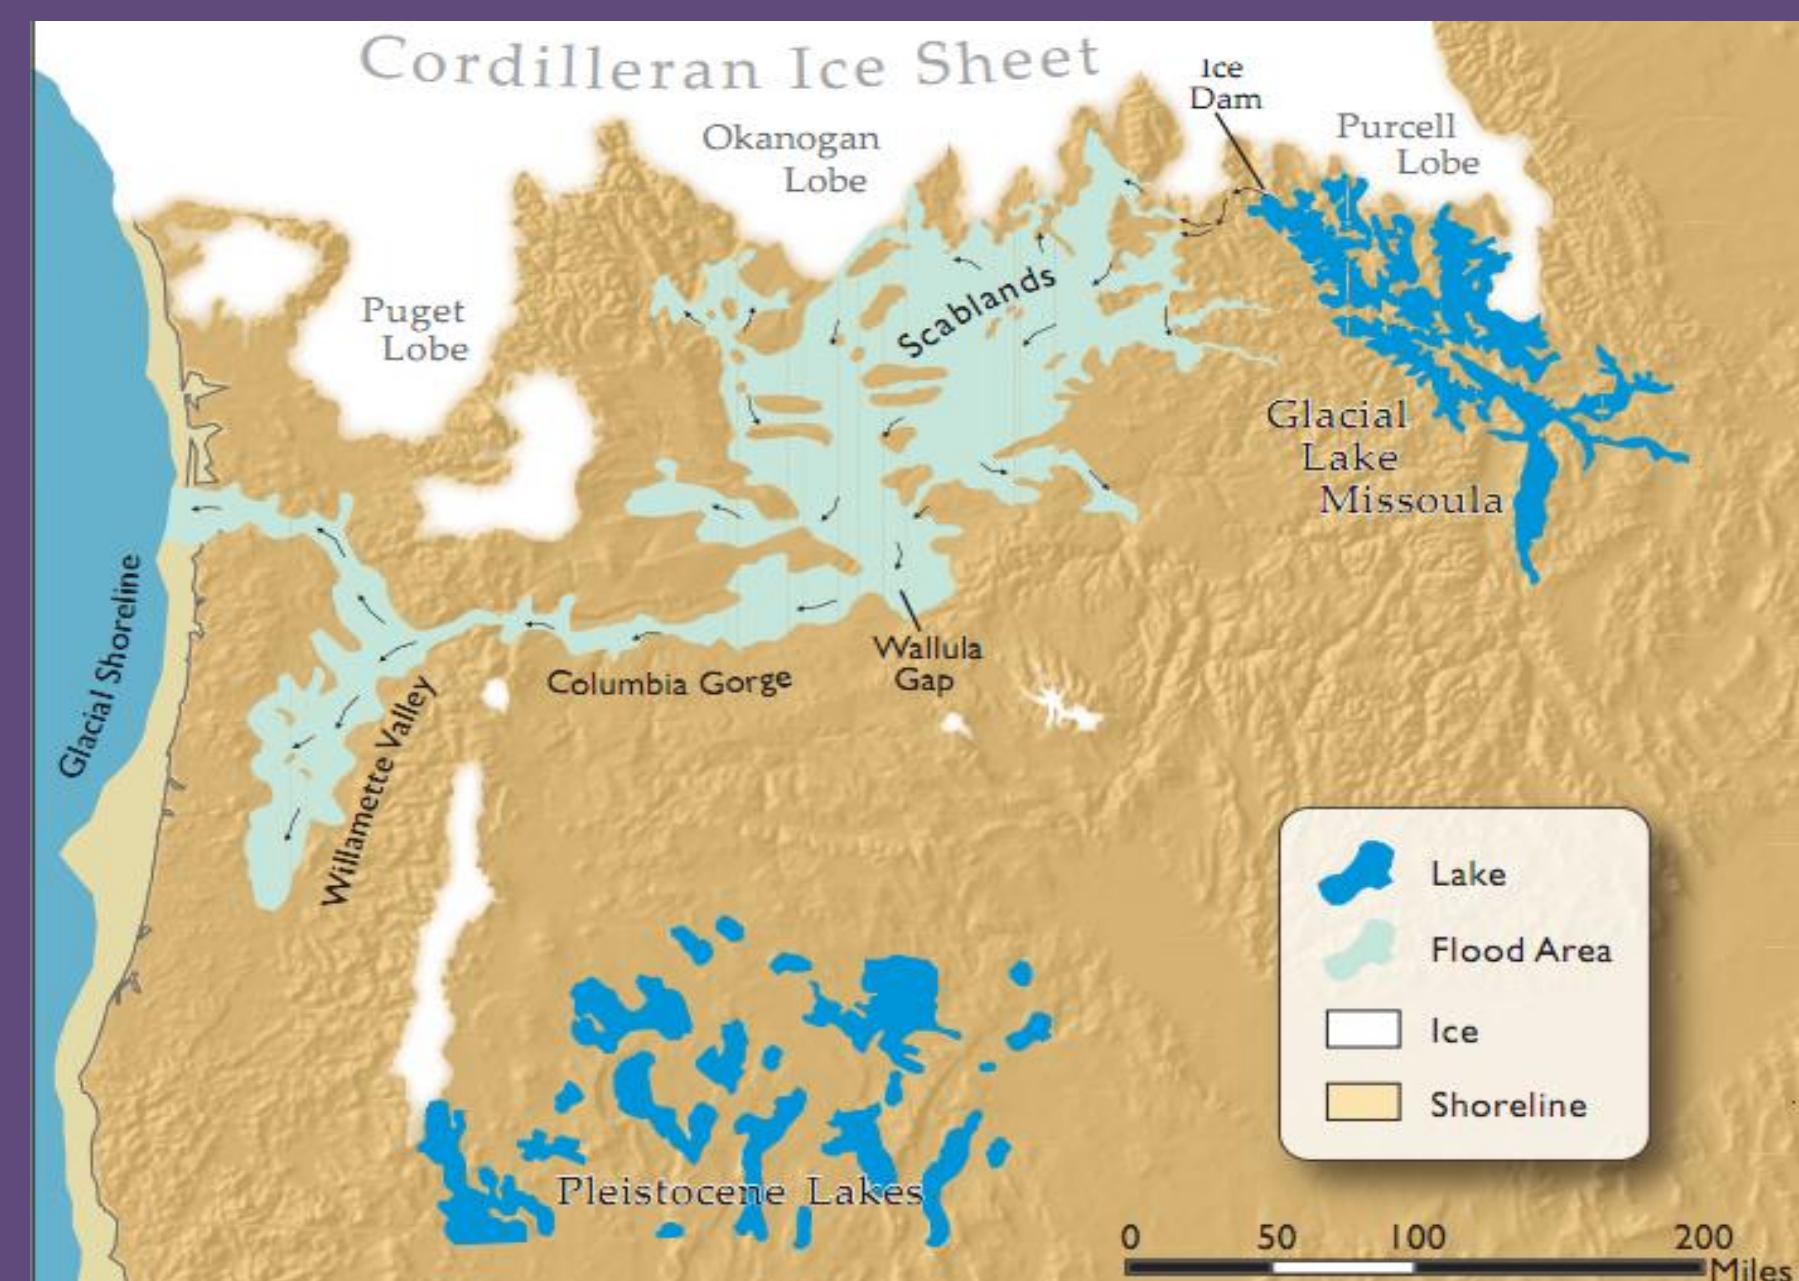 Cordilleran Ice Sheet
Ice
Dam
Purcell
Lobe
Okanogan
Lobe
Puget
Lobe
Scablands
Glacial
Lake
Missoula
Glacial Shoreline
Wallula
Gap
Columbia Gorge
Willamette Valley
Lake
Flood Area
Ice
Shoreline
Pleistocene Lakes
0 50 100 200
Miles